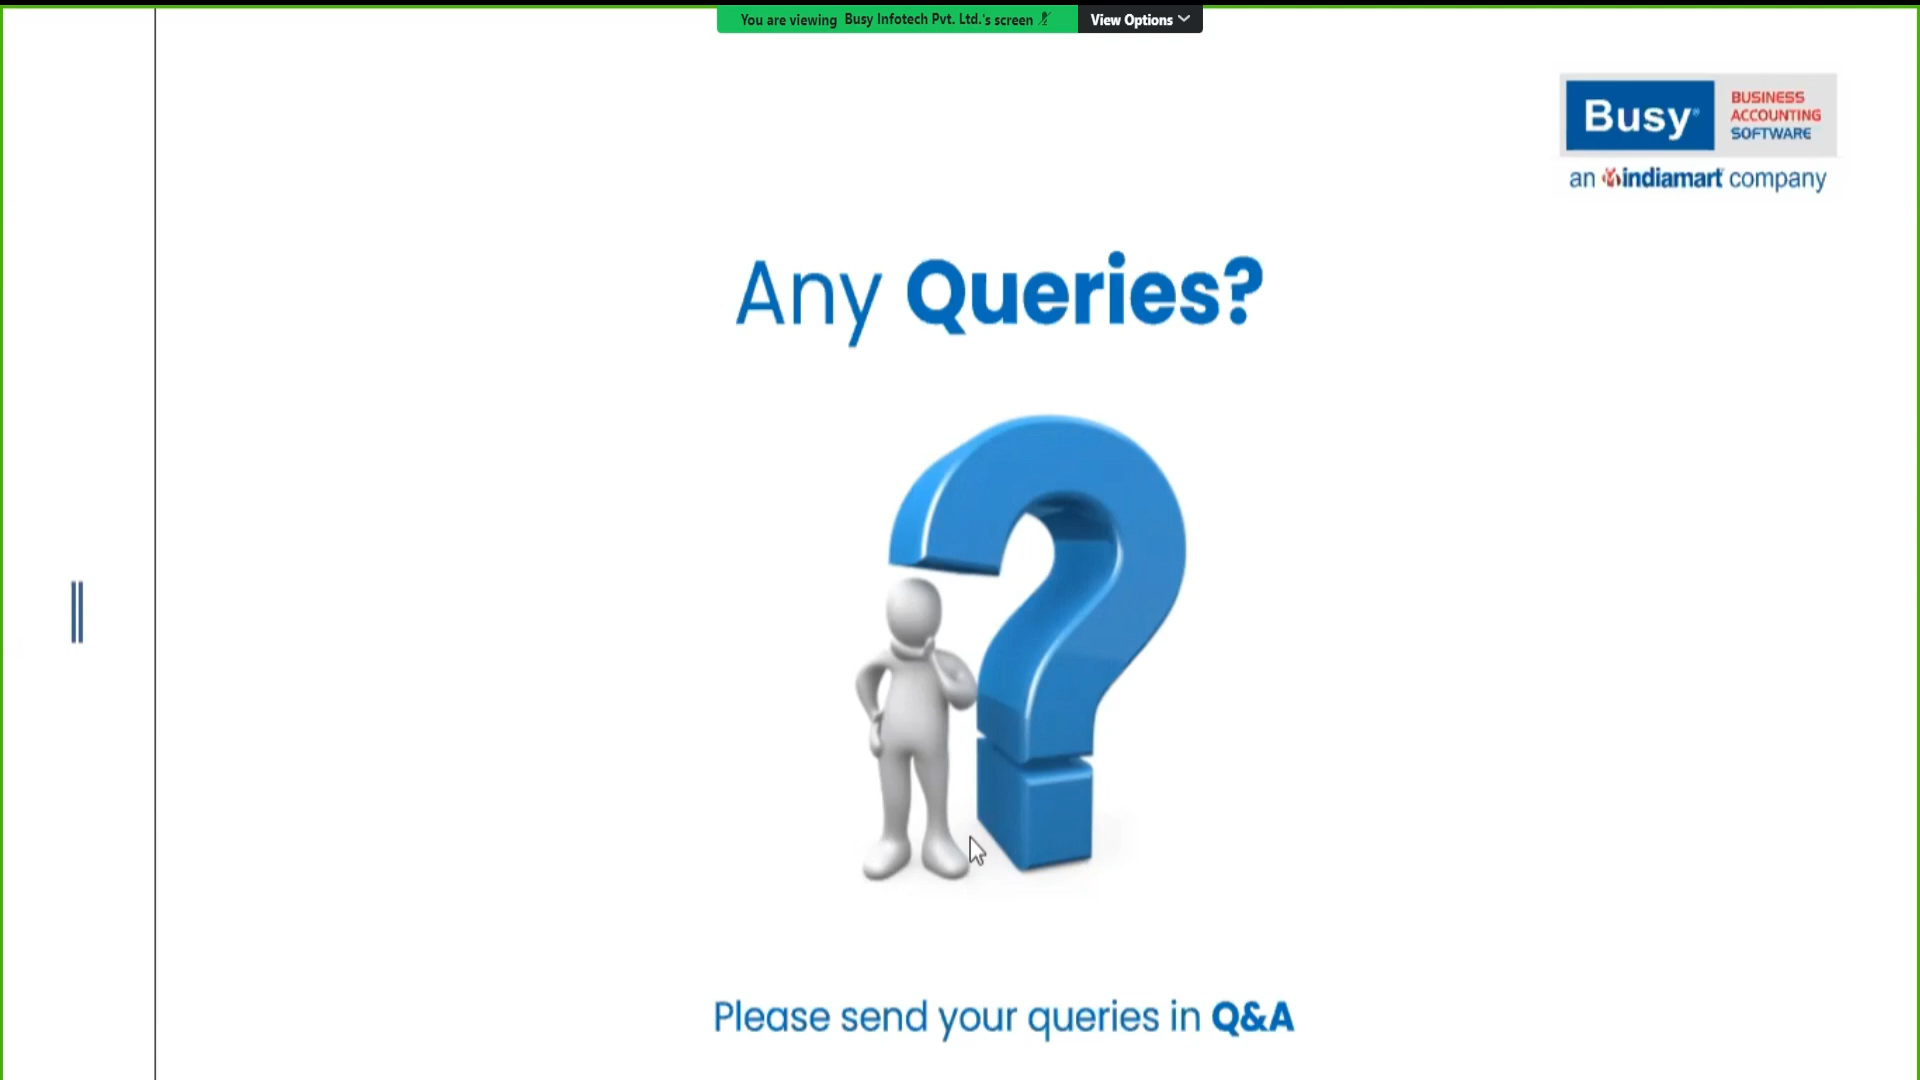 You are viewing Busy Infotech Pvt. Ltd.'s screen View Options
Busy® BUSINESS
ACCOUNTING
SOFTWARE
an indiamart company
Any Queries?
Please send your queries in Q&A